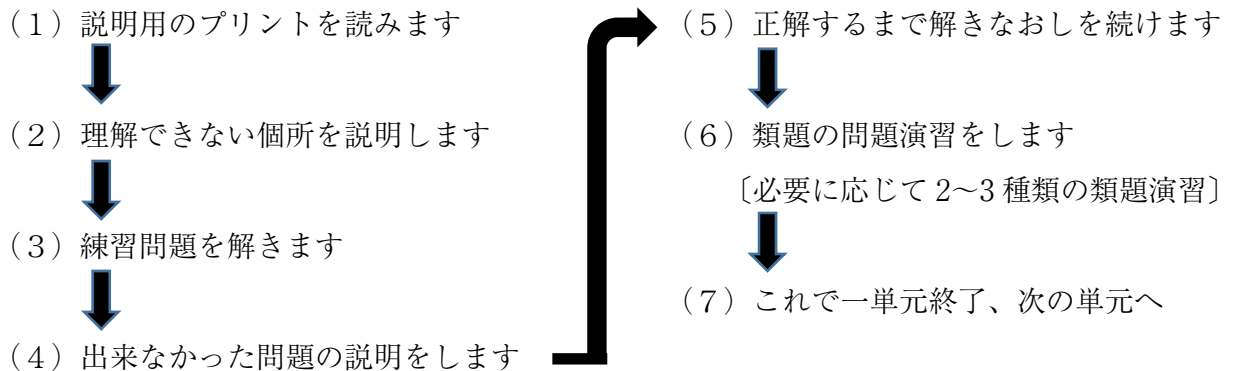 （１）説明用のプリントを読みます
（２）理解できない個所を説明します
（３）練習問題を解きます
（４）出来なかった問題の説明をします
（５）正解するまで解きなおしを続けます
（６）類題の問題演習をします
〔必要に応じて 2～3 種類の類題演習〕
（７）これで一単元終了、次の単元へ